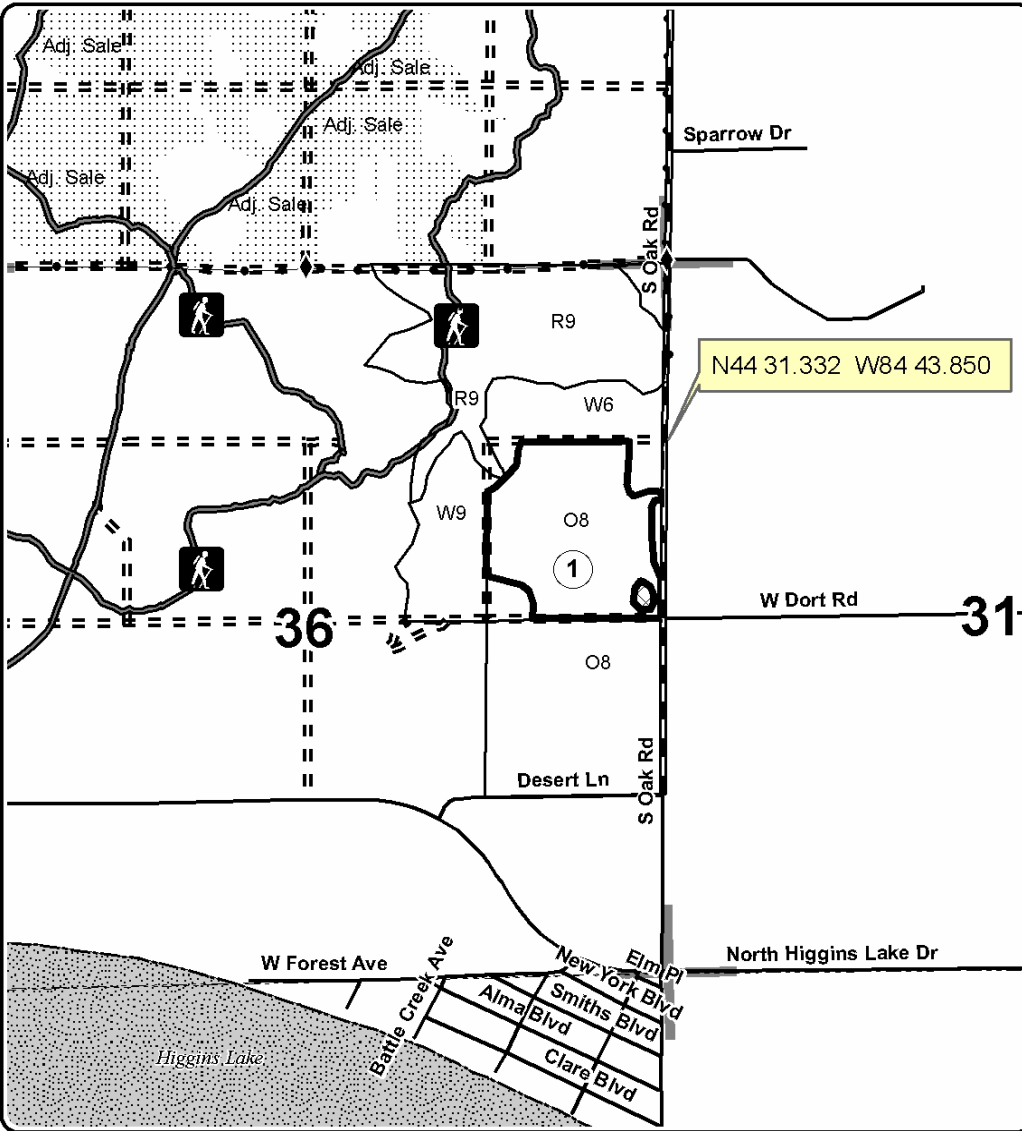 Adj. Sale
Adj. Sale
Adj. Sale
Adj. Sale
Adj. Sale
Sparrow Dr
S Oak Rd
R9
N44 31.332 W84 43.850
R9
W6
W9
O8
1
W Dort Rd
36
31
O8
S Oak Rd
Desert Ln
W Forest Ave
Battle Creek Ave
Elm Pl
New York Blvd
North Higgins Lake Dr
Smiths Blvd
Alma Blvd
Clare Blvd
Higgins Lake